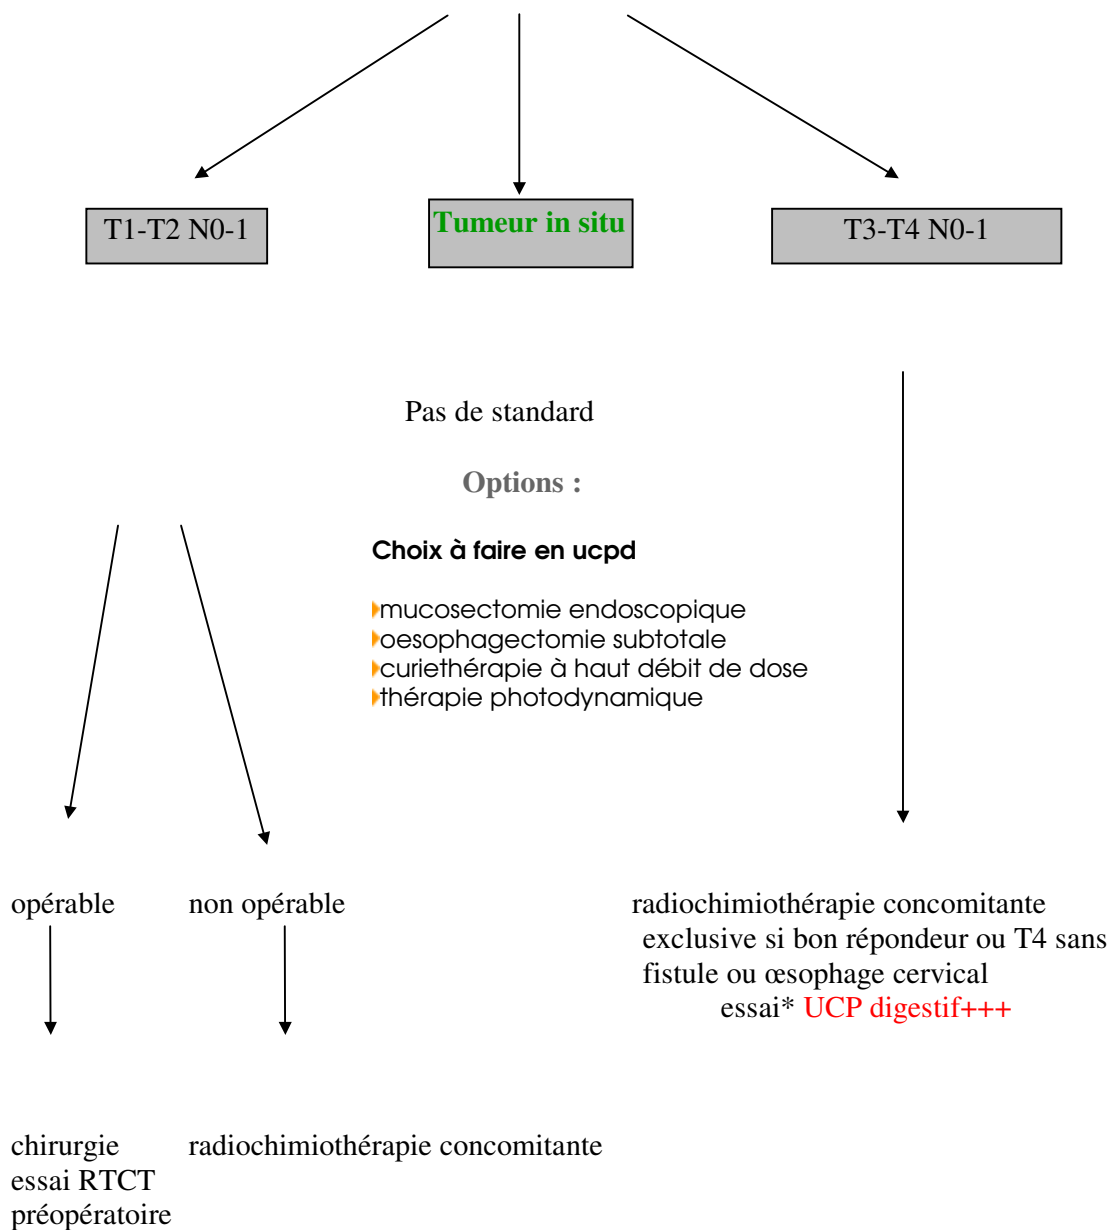 T1-T2 N0-1
Tumeur in situ
T3-T4 N0-1
Pas de standard
Options :
Choix à faire en ucpd
mucosectomie endoscopique
oesophagectomie subtotale
curiethérapie à haut débit de dose
thérapie photodynamique
opérable
non opérable
radiochimiothérapie concomitante
exclusive si bon répondeur ou T4 sans
fistule ou œsophage cervical
essai* UCP digestif+++
chirurgie
essai RTCT
préopératoire
radiochimiothérapie concomitante